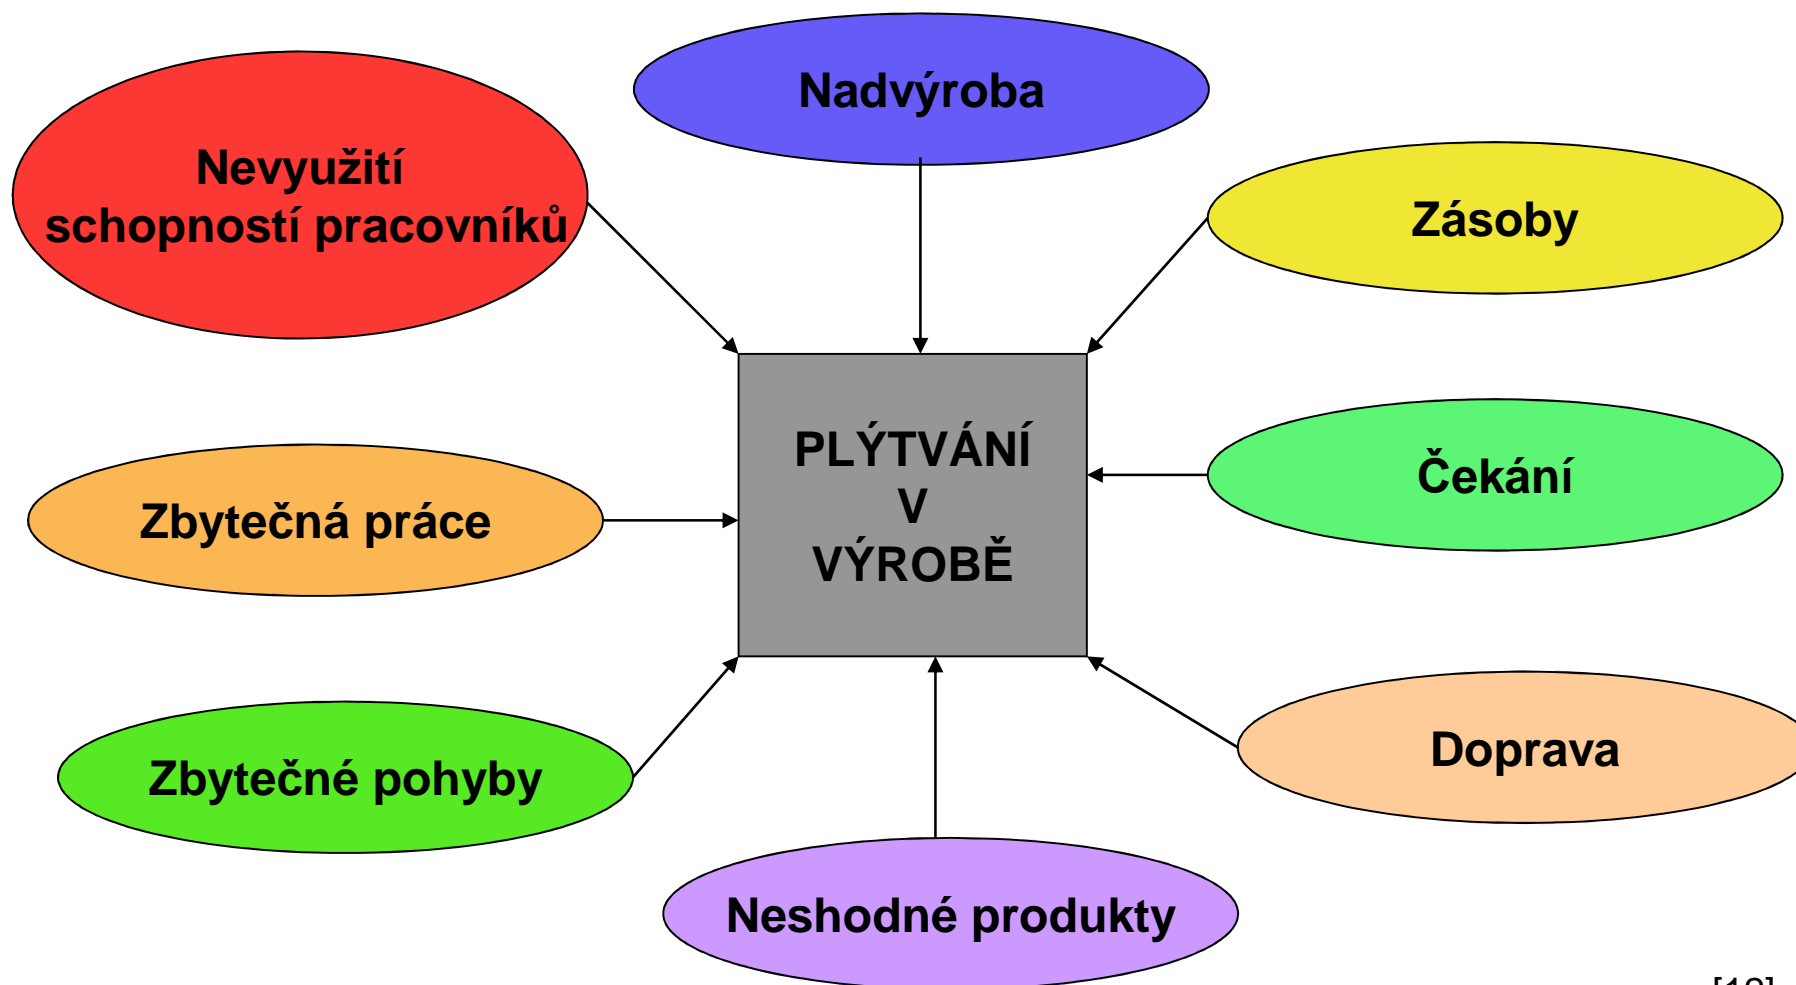 Nadvýroba
Nevyužití
schopností pracovníků
Zásoby
PLÝTVÁNÍ
V
VÝROBĚ
Čekání
Zbytečná práce
Doprava
Zbytečné pohyby
Neshodné produkty